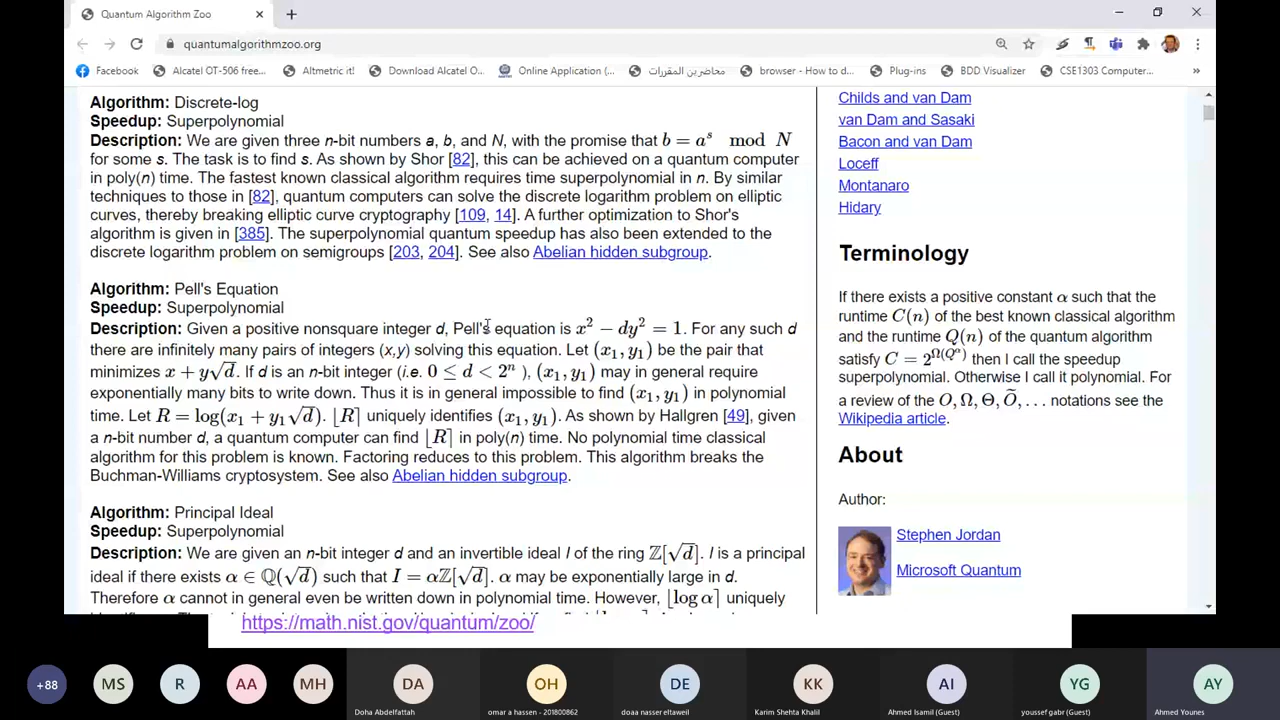 Quantum Algorithm Zoo
quantumalgorithmzoo.org
Facebook
Alcatel OT-506 free...
Altmetric it!
Download Alcatel O...
Online Application (...
محاضرين المقررات
browser - How to d...
Plug-ins
BDD Visualizer
CSE1303 Computer...
»
Algorithm: Discrete-log
Speedup: Superpolynomial
Description: We are given three n-bit numbers a, b, and N, with the promise that b = a^s mod N
for some s. The task is to find s. As shown by Shor [82], this can be achieved on a quantum computer
in poly(n) time. The fastest known classical algorithm requires time superpolynomial in n. By similar
techniques to those in [82], quantum computers can solve the discrete logarithm problem on elliptic
curves, thereby breaking elliptic curve cryptography [109, 14]. A further optimization to Shor's
algorithm is given in [385]. The superpolynomial quantum speedup has also been extended to the
discrete logarithm problem on semigroups [203, 204]. See also Abelian hidden subgroup.
Algorithm: Pell's Equation
Speedup: Superpolynomial
Description: Given a positive nonsquare integer d, Pell's equation is x² − dy² = 1. For any such d
there are infinitely many pairs of integers (x,y) solving this equation. Let (x₁, y₁) be the pair that
minimizes x + y√d. If d is an n-bit integer (i.e. 0 ≤ d < 2ⁿ ), (x₁, y₁) may in general require
exponentially many bits to write down. Thus it is in general impossible to find (x₁, y₁) in polynomial
time. Let R = log(x₁ + y₁√d). ⌊R⌉ uniquely identifies (x₁, y₁). As shown by Hallgren [49], given
a n-bit number d, a quantum computer can find ⌊R⌉ in poly(n) time. No polynomial time classical
algorithm for this problem is known. Factoring reduces to this problem. This algorithm breaks the
Buchman-Williams cryptosystem. See also Abelian hidden subgroup.
Algorithm: Principal Ideal
Speedup: Superpolynomial
Description: We are given an n-bit integer d and an invertible ideal I of the ring ℤ[√d]. I is a principal
ideal if there exists α ∈ ℚ(√d) such that I = αℤ[√d]. α may be exponentially large in d.
Therefore α cannot in general even be written down in polynomial time. However, ⌊log α⌉ uniquely
Childs and van Dam
van Dam and Sasaki
Bacon and van Dam
Loceff
Montanaro
Hidary
Terminology
If there exists a positive constant α such that the
runtime C(n) of the best known classical algorithm
and the runtime Q(n) of the quantum algorithm
satisfy C = 2^Ω(Q^α) then I call the speedup
superpolynomial. Otherwise I call it polynomial. For
a review of the O, Ω, Θ, Õ, … notations see the
Wikipedia article.
About
Author:
Stephen Jordan
Microsoft Quantum
https://math.nist.gov/quantum/zoo/
+88
MS
R
AA
MH
DA
OH
DE
KK
AI
YG
AY
Doha Abdelfattah
omar a hassen - 201800862
doaa nasser eltaweil
Karim Shehta Khalil
Ahmed Isamil (Guest)
youssef gabr (Guest)
Ahmed Younes